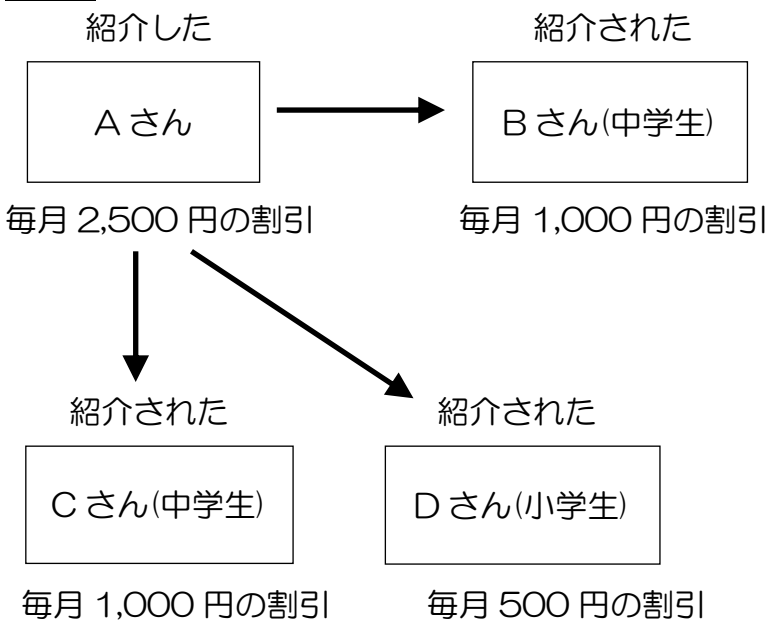 紹介した
紹介された
Aさん
Bさん(中学生)
毎月2,500円の割引
毎月1,000円の割引
紹介された
紹介された
Cさん(中学生)
Dさん(小学生)
毎月1,000円の割引
毎月500円の割引